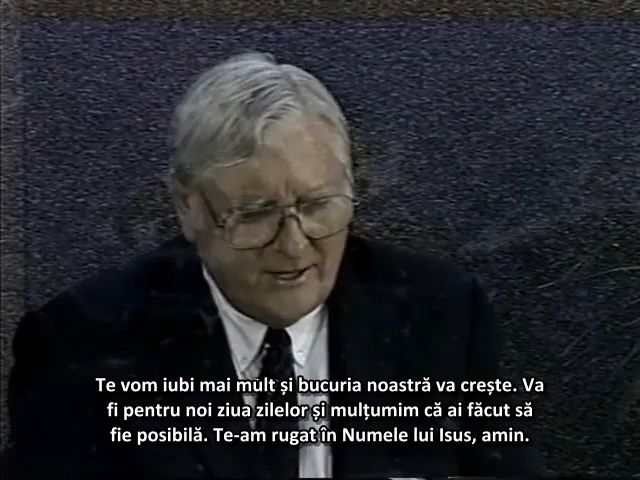 Te vom iubi mai mult și bucuria noastră va crește. Va
fi pentru noi ziua zilelor și mulțumim că ai făcut să
fie posibilă. Te-am rugat în Numele lui Isus, amin.